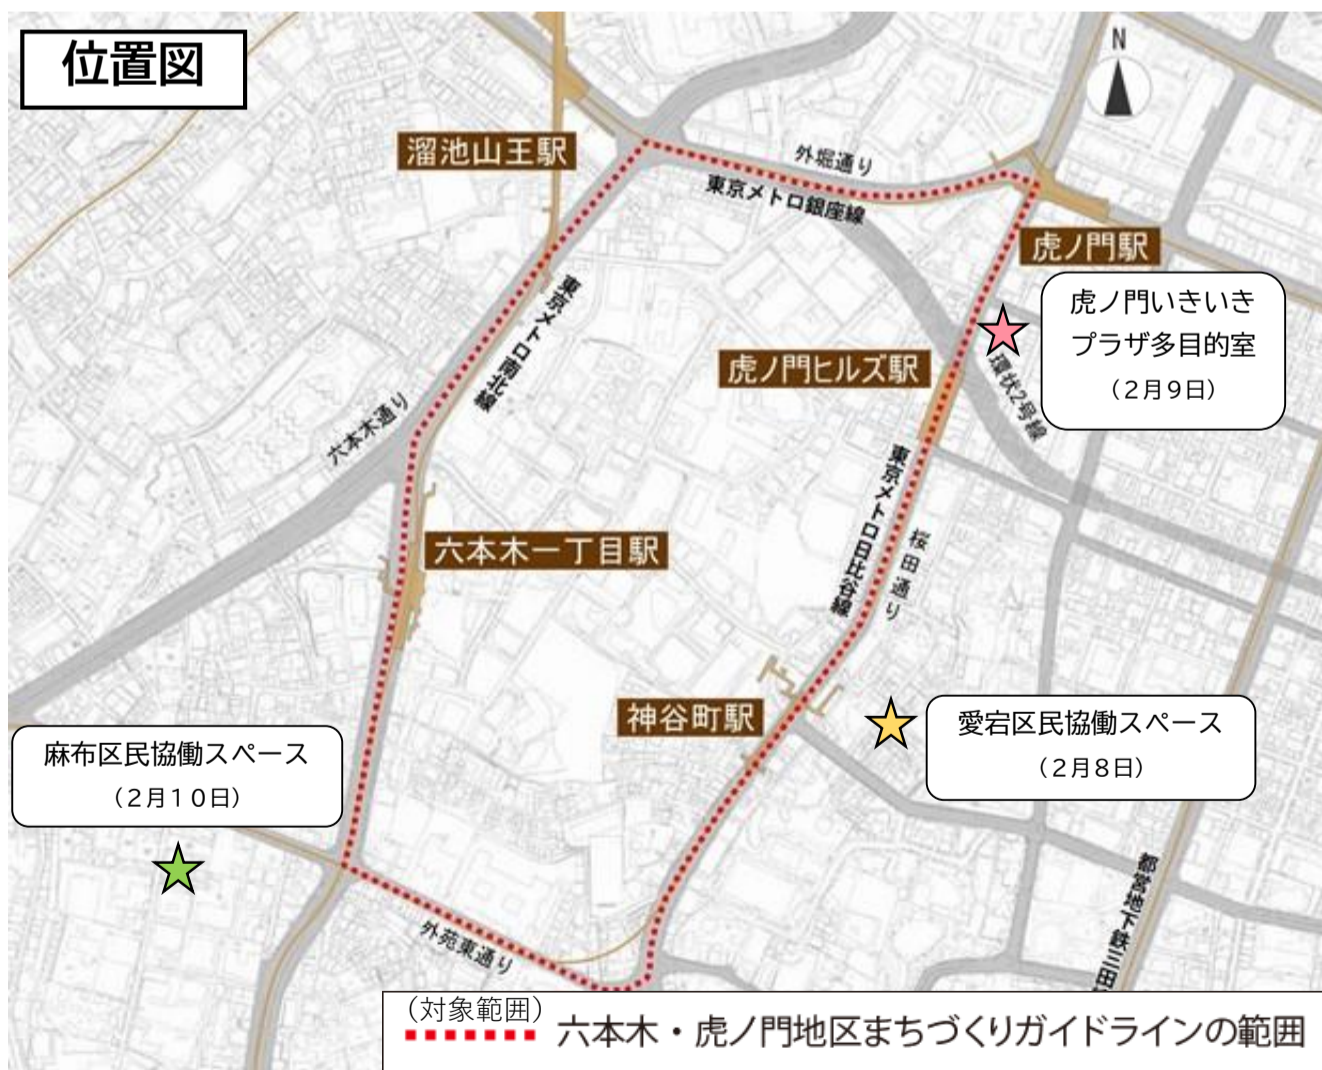 位置図
N
溜池山王駅
外堀通り
東京メトロ銀座線
虎ノ門駅
虎ノ門いきいき
プラザ多目的室
(2月9日)
東京メトロ南北線
虎ノ門ヒルズ駅
環状2号線
六本木通り
東京メトロ日比谷線
桜田通り
六本木一丁目駅
神谷町駅
愛宕区民協働スペース
(2月8日)
麻布区民協働スペース
(2月10日)
都営地下鉄三田
外苑東通り
(対象範囲)
六本木・虎ノ門地区まちづくりガイドラインの範囲